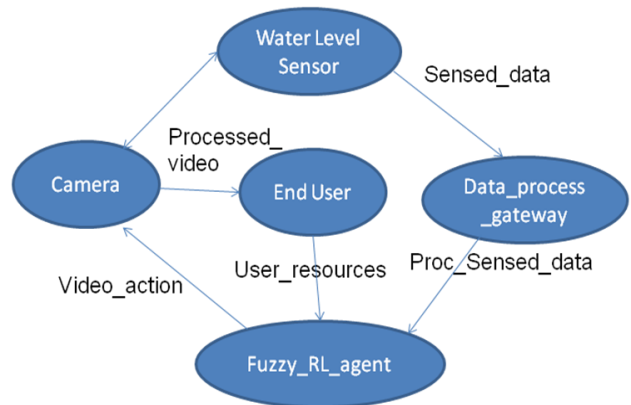 Water Level
Sensor
Sensed_data
Processed_
video
Camera
End User
Data_process
_gateway
Video_action
User_resources
Proc_Sensed_data
Fuzzy_RL_agent